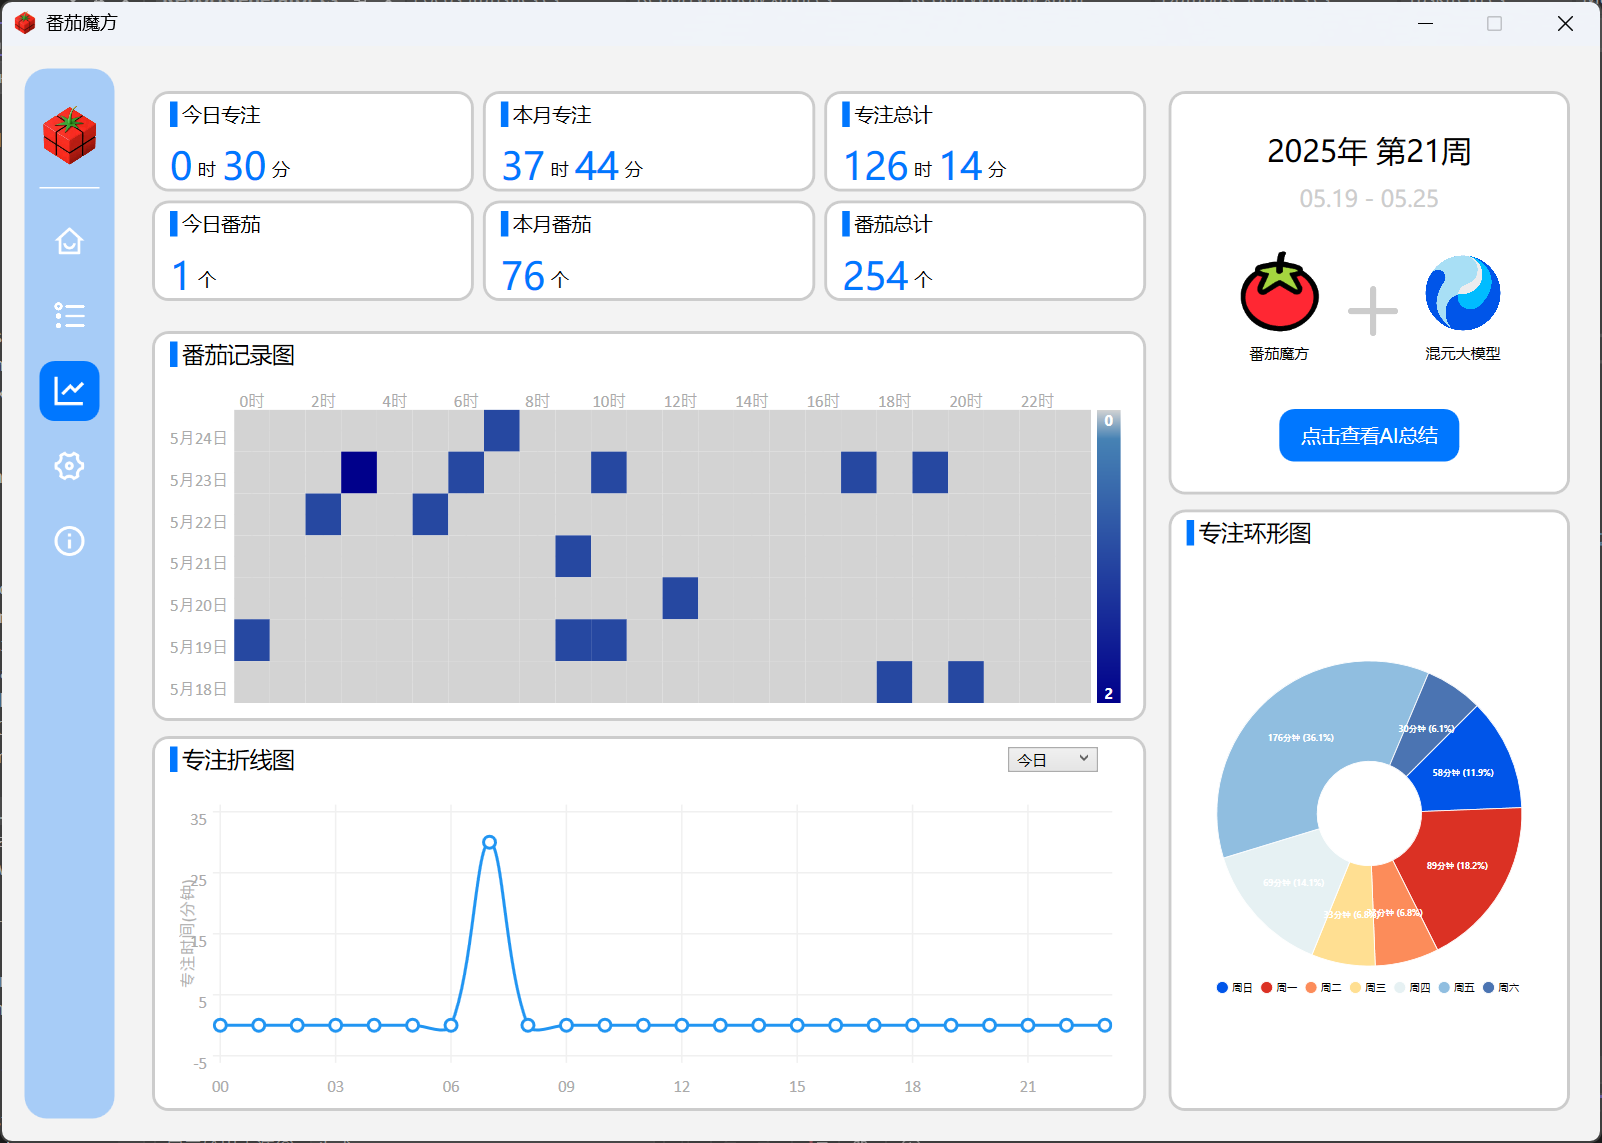 番茄魔方
今日专注
0 时 30 分
本月专注
37 时 44 分
专注总计
126 时 14 分
今日番茄
1 个
本月番茄
76 个
番茄总计
254 个
2025年 第21周
05.19 - 05.25
番茄魔方
混元大模型
点击查看AI总结
番茄记录图
0时 2时 4时 6时 8时 10时 12时 14时 16时 18时 20时 22时
5月24日
5月23日
5月22日
5月21日
5月20日
5月19日
5月18日
0
2
专注折线图
今日
专注时间(分钟)
35
25
15
5
-5
00 03 06 09 12 15 18 21
专注环形图
176分钟 (36.1%)
30分钟 (6.1%)
58分钟 (11.9%)
89分钟 (18.2%)
69分钟 (14.1%)
分钟 (6.8%)
周日 周一 周二 周三 周四 周五 周六